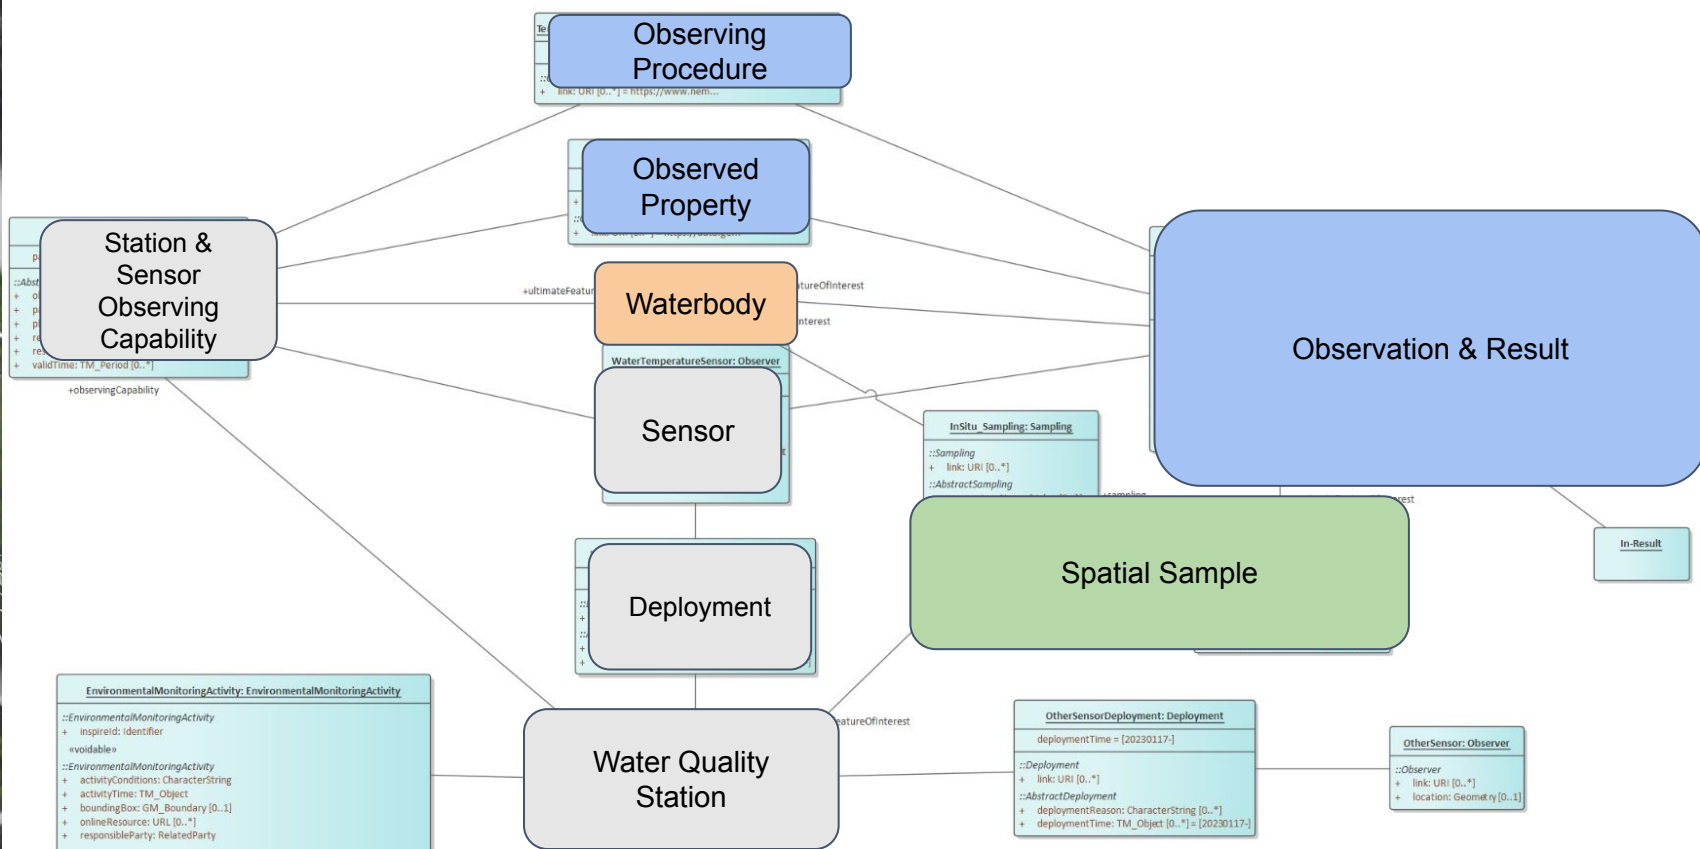 Te
Observing
Procedure
+ link: URI [0..*] = https://www.nem...
Observed
Property
Station &
Sensor
Observing
Capability
::Abst
+ validTime: TM_Period [0..*]
+observingCapability
+ultimateFeatur
Waterbody
atureOfInterest
nterest
WaterTemperatureSensor: Observer
Sensor
Observation & Result
InSitu_Sampling: Sampling
::Sampling
+ link: URI [0..*]
::AbstractSampling
Spatial Sample
In-Result
Deployment
EnvironmentalMonitoringActivity: EnvironmentalMonitoringActivity
::EnvironmentalMonitoringActivity
+ inspireId: Identifier
«voidable»
::EnvironmentalMonitoringActivity
+ activityConditions: CharacterString
+ activityTime: TM_Object
+ boundingBox: GM_Boundary [0..1]
+ onlineResource: URL [0..*]
+ responsibleParty: RelatedParty
Water Quality
Station
eatureOfInterest
OtherSensorDeployment: Deployment
deploymentTime = [20230117-]
::Deployment
+ link: URI [0..*]
::AbstractDeployment
+ deploymentReason: CharacterString [0..*]
+ deploymentTime: TM_Object [0..*] = [20230117-]
OtherSensor: Observer
::Observer
+ link: URI [0..*]
+ location: Geometry [0..1]